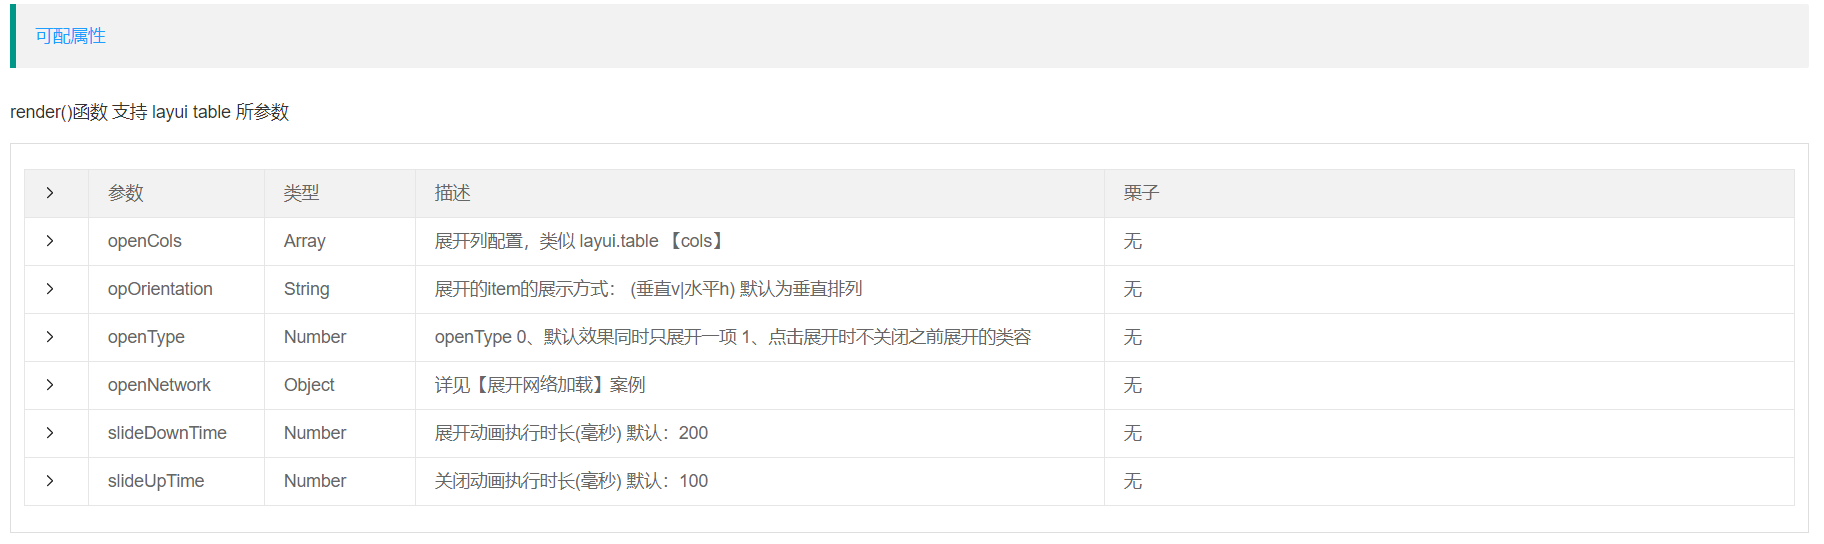 可配属性
render()函数 支持 layui table 所参数
参数 类型 描述 栗子
openCols Array 展开列配置，类似 layui.table 【cols】 无
opOrientation String 展开的item的展示方式： (垂直v|水平h) 默认为垂直排列 无
openType Number openType 0、默认效果同时只展开一项 1、点击展开时不关闭之前展开的类容 无
openNetwork Object 详见【展开网络加载】案例 无
slideDownTime Number 展开动画执行时长(毫秒) 默认：200 无
slideUpTime Number 关闭动画执行时长(毫秒) 默认：100 无